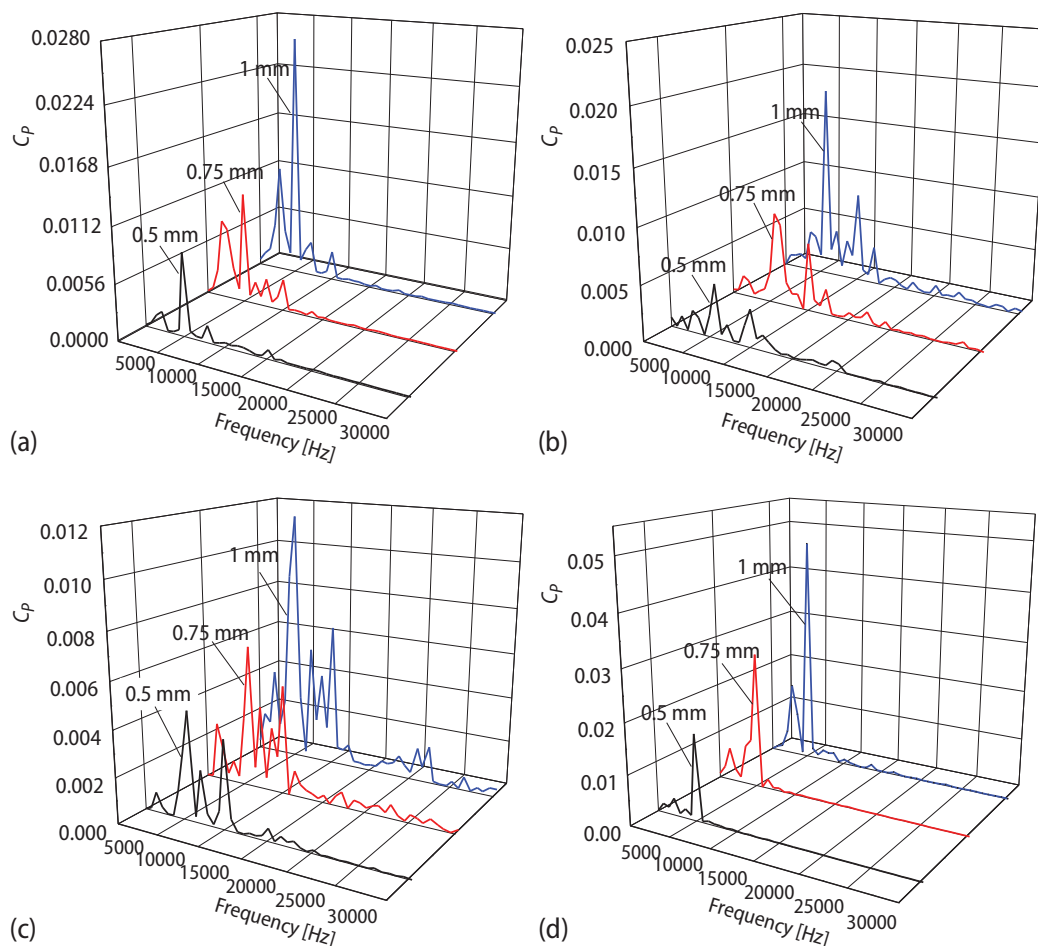 0.0280
0.0224
0.0168
0.0112
0.0056
0.0000
C_P
1 mm
0.75 mm
0.5 mm
5000
10000
15000
20000
25000
30000
Frequency [Hz]
(a)
0.025
0.020
0.015
0.010
0.005
0.000
C_P
1 mm
0.75 mm
0.5 mm
5000
10000
15000
20000
25000
30000
Frequency [Hz]
(b)
0.012
0.010
0.008
0.006
0.004
0.002
0.000
C_P
1 mm
0.75 mm
0.5 mm
5000
10000
15000
20000
25000
30000
Frequency [Hz]
(c)
0.05
0.04
0.03
0.02
0.01
0.00
C_P
1 mm
0.75 mm
0.5 mm
5000
10000
15000
20000
25000
30000
Frequency [Hz]
(d)